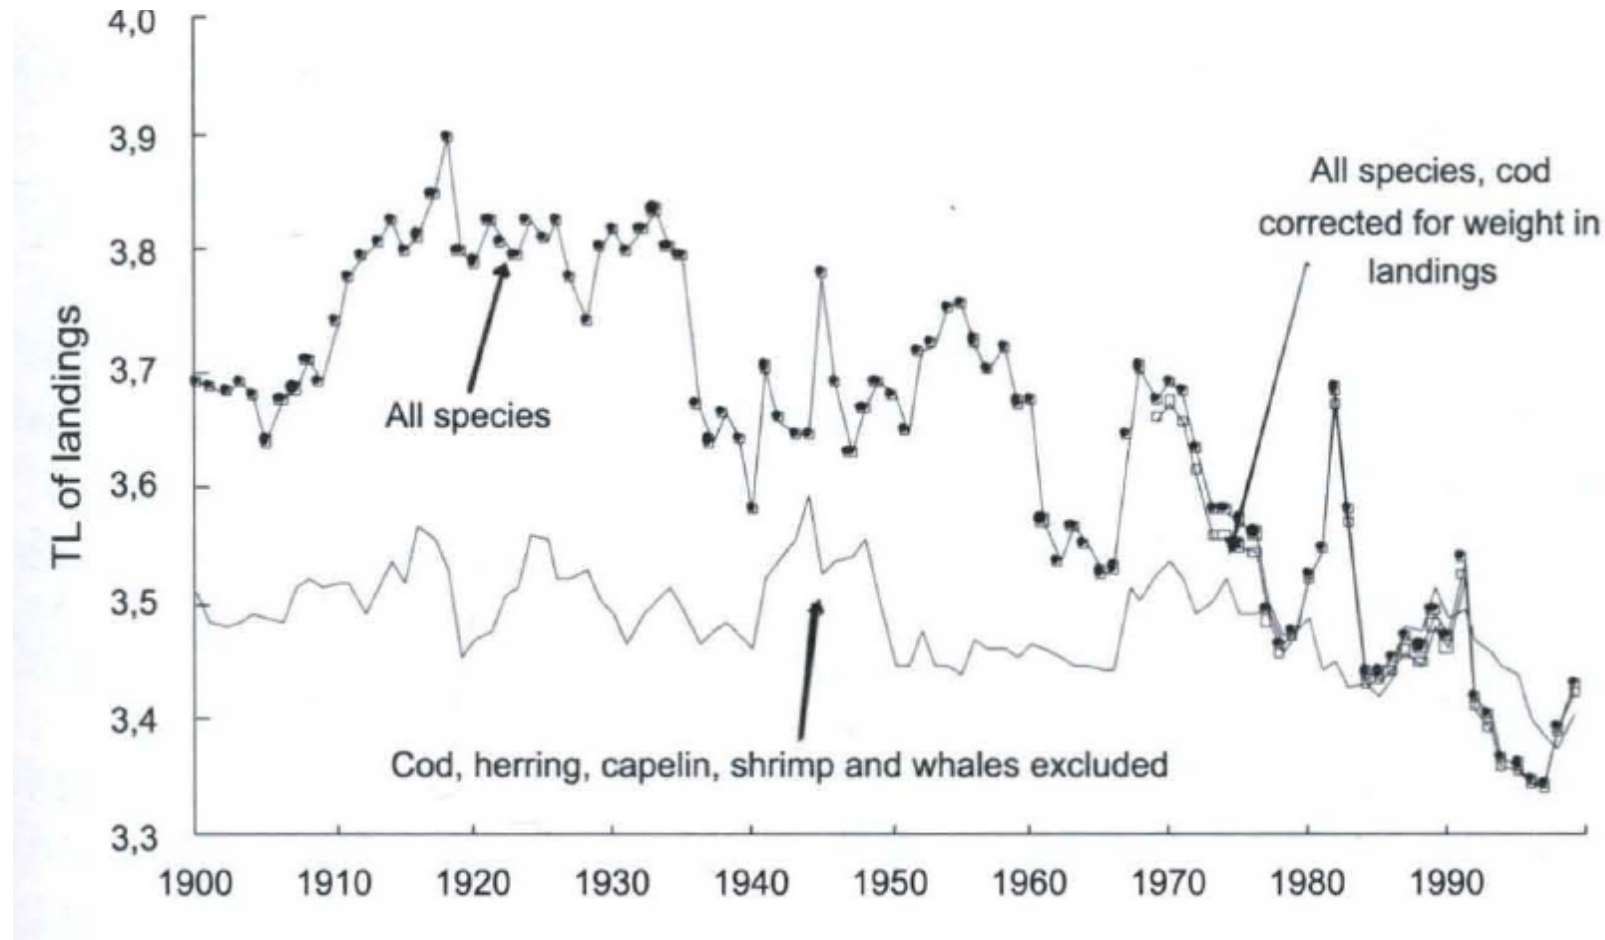 4,0
3,9
3,8
3,7
3,6
3,5
3,4
3,3
TL of landings
All species, cod
corrected for weight in
landings
All species
Cod, herring, capelin, shrimp and whales excluded
1900 1910 1920 1930 1940 1950 1960 1970 1980 1990